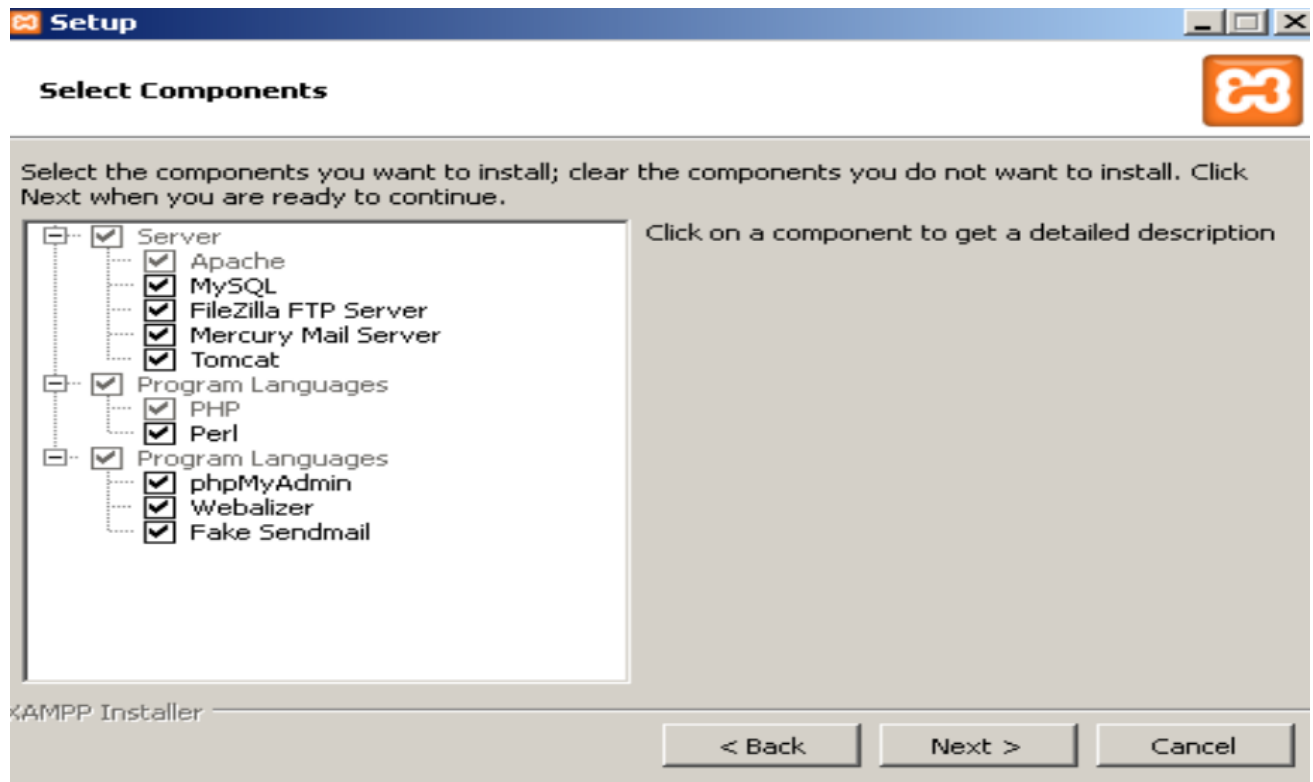 Setup
Select Components
Select the components you want to install; clear the components you do not want to install. Click
Next when you are ready to continue.
Server
Apache
MySQL
FileZilla FTP Server
Mercury Mail Server
Tomcat
Program Languages
PHP
Perl
Program Languages
phpMyAdmin
Webalizer
Fake Sendmail
Click on a component to get a detailed description
XAMPP Installer
< Back
Next >
Cancel